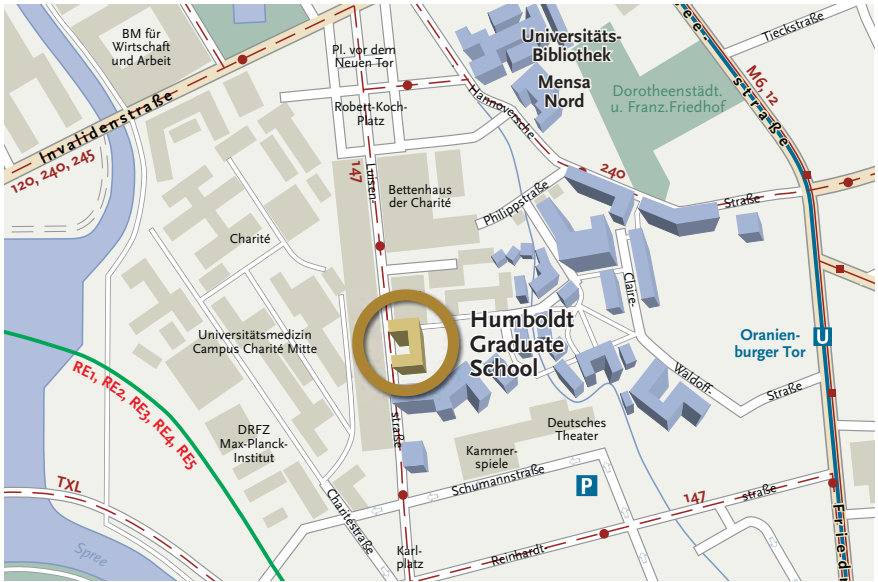 BM für
Wirtschaft
und Arbeit
Pl. vor dem
Neuen Tor
Universitäts-
Bibliothek
Mensa
Nord
Tieckstraße
ee-
straße
M6, 12
Dorotheenstädt.
u. Franz.Friedhof
Invalidenstraße
120, 240, 245
Robert-Koch-
Platz
Hannoversche
240
Straße
147
Luisen-
Bettenhaus
der Charité
Philippstraße
Charité
Claire-
Humboldt
Graduate
School
Universitätsmedizin
Campus Charité Mitte
Oranien-
burger Tor
U
RE1, RE2, RE3, RE4, RE5
Waldoff-
Straße
straße
DRFZ
Max-Planck-
Institut
Deutsches
Theater
Kammer-
spiele
Schumannstraße
P
TXL
Charitéstraße
147
straße
Spree
Karl-
platz
Reinhardt-
Fried